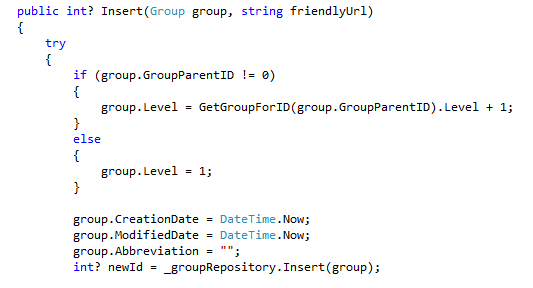 public int? Insert(Group group, string friendlyUrl)
{
    try
    {
        if (group.GroupParentID != 0)
        {
            group.Level = GetGroupForID(group.GroupParentID).Level + 1;
        }
        else
        {
            group.Level = 1;
        }

        group.CreationDate = DateTime.Now;
        group.ModifiedDate = DateTime.Now;
        group.Abbreviation = "";
        int? newId = _groupRepository.Insert(group);